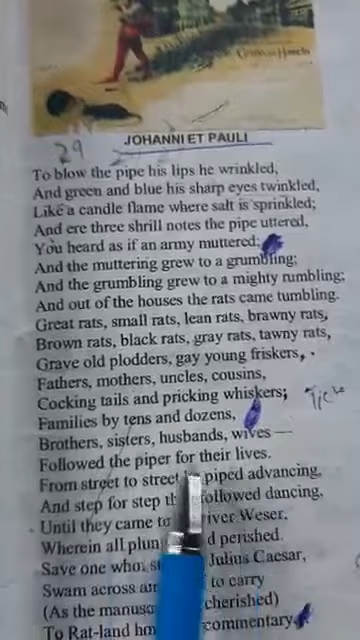 JOHANNI ET PAULI
29
To blow the pipe his lips he wrinkled,
And green and blue his sharp eyes twinkled,
Like a candle flame where salt is sprinkled;
And ere three shrill notes the pipe uttered,
You heard as if an army muttered;
And the muttering grew to a grumbling;
And the grumbling grew to a mighty rumbling;
And out of the houses the rats came tumbling.
Great rats, small rats, lean rats, brawny rats,
Brown rats, black rats, gray rats, tawny rats,
Grave old plodders, gay young friskers,
Fathers, mothers, uncles, cousins,
Cocking tails and pricking whiskers;
Families by tens and dozens,
Brothers, sisters, husbands, wives —
Followed the piper for their lives.
From street to street piped advancing,
And step for step followed dancing,
Until they came to iver Weser,
Wherein all plun d perished.
Save one who, Julius Caesar,
Swam across to carry
(As the manusc cherished)
To Rat-land commentary